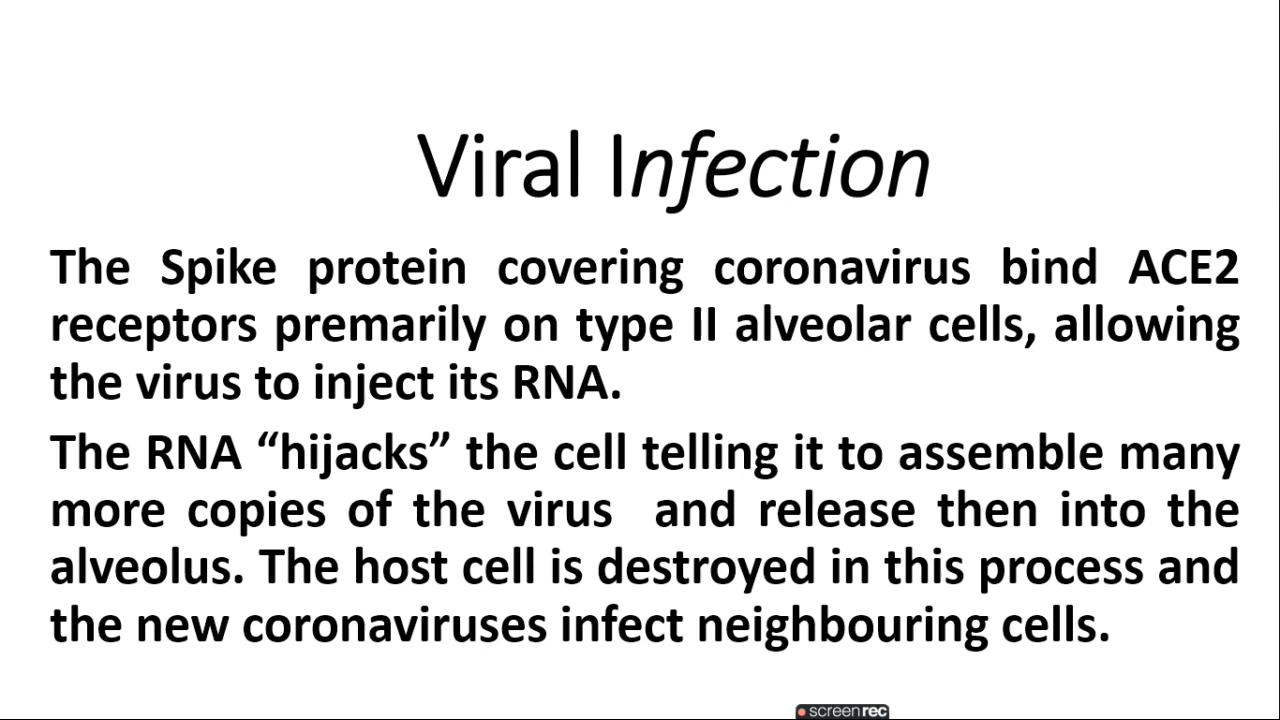 Viral Infection
The Spike protein covering coronavirus bind ACE2
receptors premarily on type II alveolar cells, allowing
the virus to inject its RNA.
The RNA “hijacks” the cell telling it to assemble many
more copies of the virus  and release then into the
alveolus. The host cell is destroyed in this process and
the new coronaviruses infect neighbouring cells.
screenrec